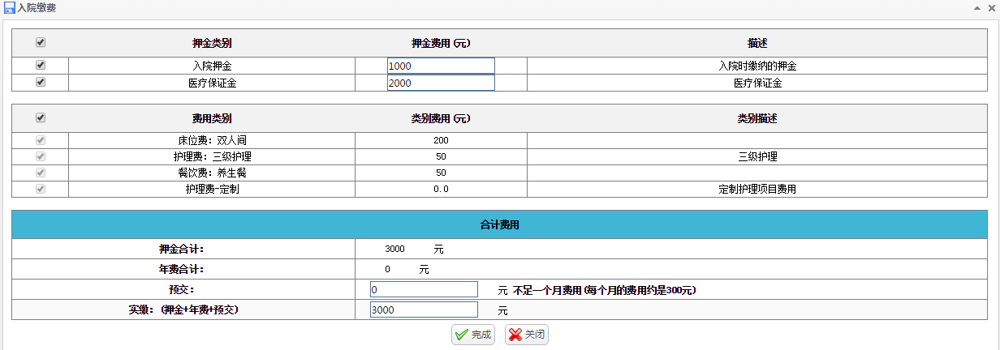 入院缴费
押金类别 押金费用(元) 描述
入院押金 1000 入院时缴纳的押金
医疗保证金 2000 医疗保证金
费用类别 类别费用(元) 类别描述
床位费：双人间 200
护理费：三级护理 50 三级护理
餐饮费：养生餐 50
护理费-定制 0.0 定制护理项目费用
合计费用
押金合计： 3000 元
年费合计： 0 元
预交： 0 元 不足一个月费用(每个月的费用约是300元)
实缴：(押金+年费+预交) 3000 元
完成 关闭